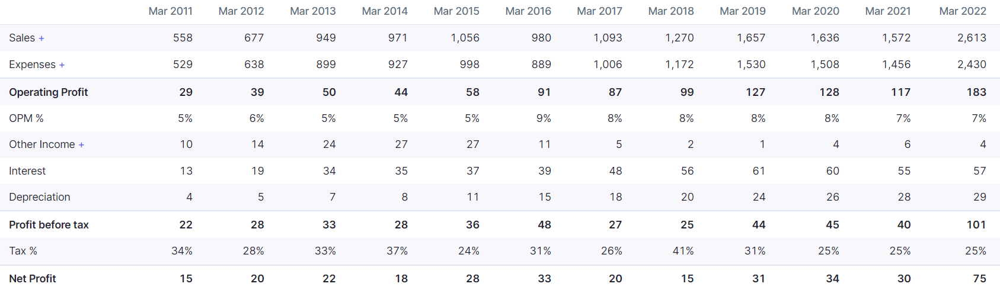 Mar 2011 Mar 2012 Mar 2013 Mar 2014 Mar 2015 Mar 2016 Mar 2017 Mar 2018 Mar 2019 Mar 2020 Mar 2021 Mar 2022
Sales + 558 677 949 971 1,056 980 1,093 1,270 1,657 1,636 1,572 2,613
Expenses + 529 638 899 927 998 889 1,006 1,172 1,530 1,508 1,456 2,430
Operating Profit 29 39 50 44 58 91 87 99 127 128 117 183
OPM % 5% 6% 5% 5% 5% 9% 8% 8% 8% 8% 7% 7%
Other Income + 10 14 24 27 27 11 5 2 1 4 6 4
Interest 13 19 34 35 37 39 48 56 61 60 55 57
Depreciation 4 5 7 8 11 15 18 20 24 26 28 29
Profit before tax 22 28 33 28 36 48 27 25 44 45 40 101
Tax % 34% 28% 33% 37% 24% 31% 26% 41% 31% 25% 25% 25%
Net Profit 15 20 22 18 28 33 20 15 31 34 30 75